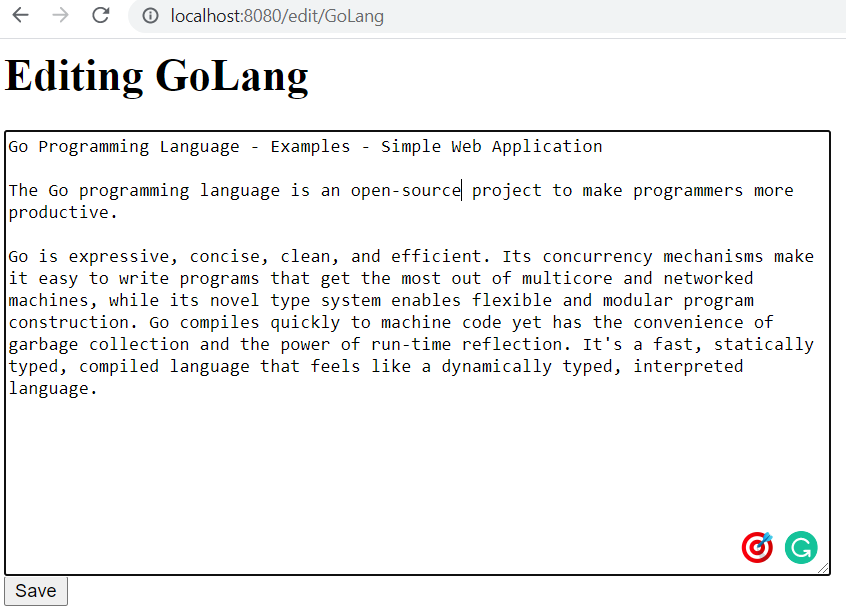 localhost:8080/edit/GoLang
Editing GoLang
Go Programming Language - Examples - Simple Web Application
The Go programming language is an open-source project to make programmers more
productive.
Go is expressive, concise, clean, and efficient. Its concurrency mechanisms make
it easy to write programs that get the most out of multicore and networked
machines, while its novel type system enables flexible and modular program
construction. Go compiles quickly to machine code yet has the convenience of
garbage collection and the power of run-time reflection. It's a fast, statically
typed, compiled language that feels like a dynamically typed, interpreted
language.
Save